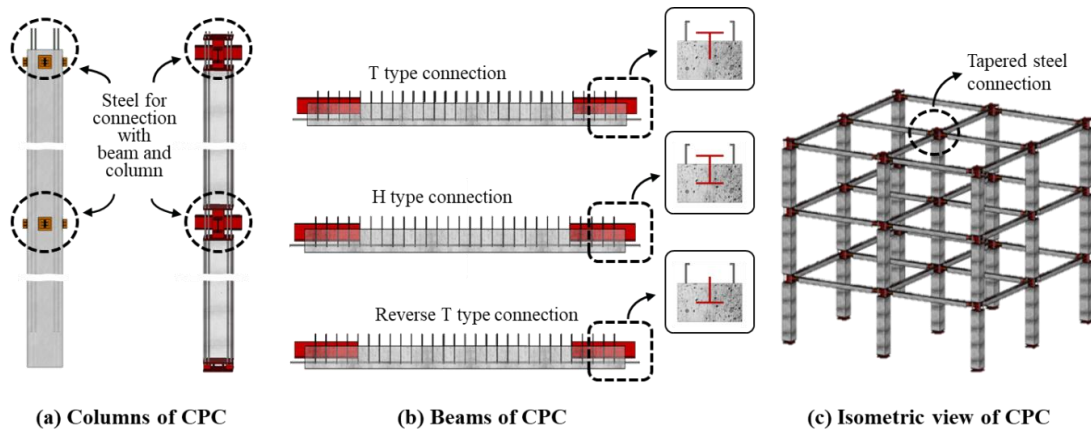 Steel for
connection
with
beam and
column
T type connection
H type connection
Reverse T type connection
Tapered steel
connection
(a) Columns of CPC
(b) Beams of CPC
(c) Isometric view of CPC